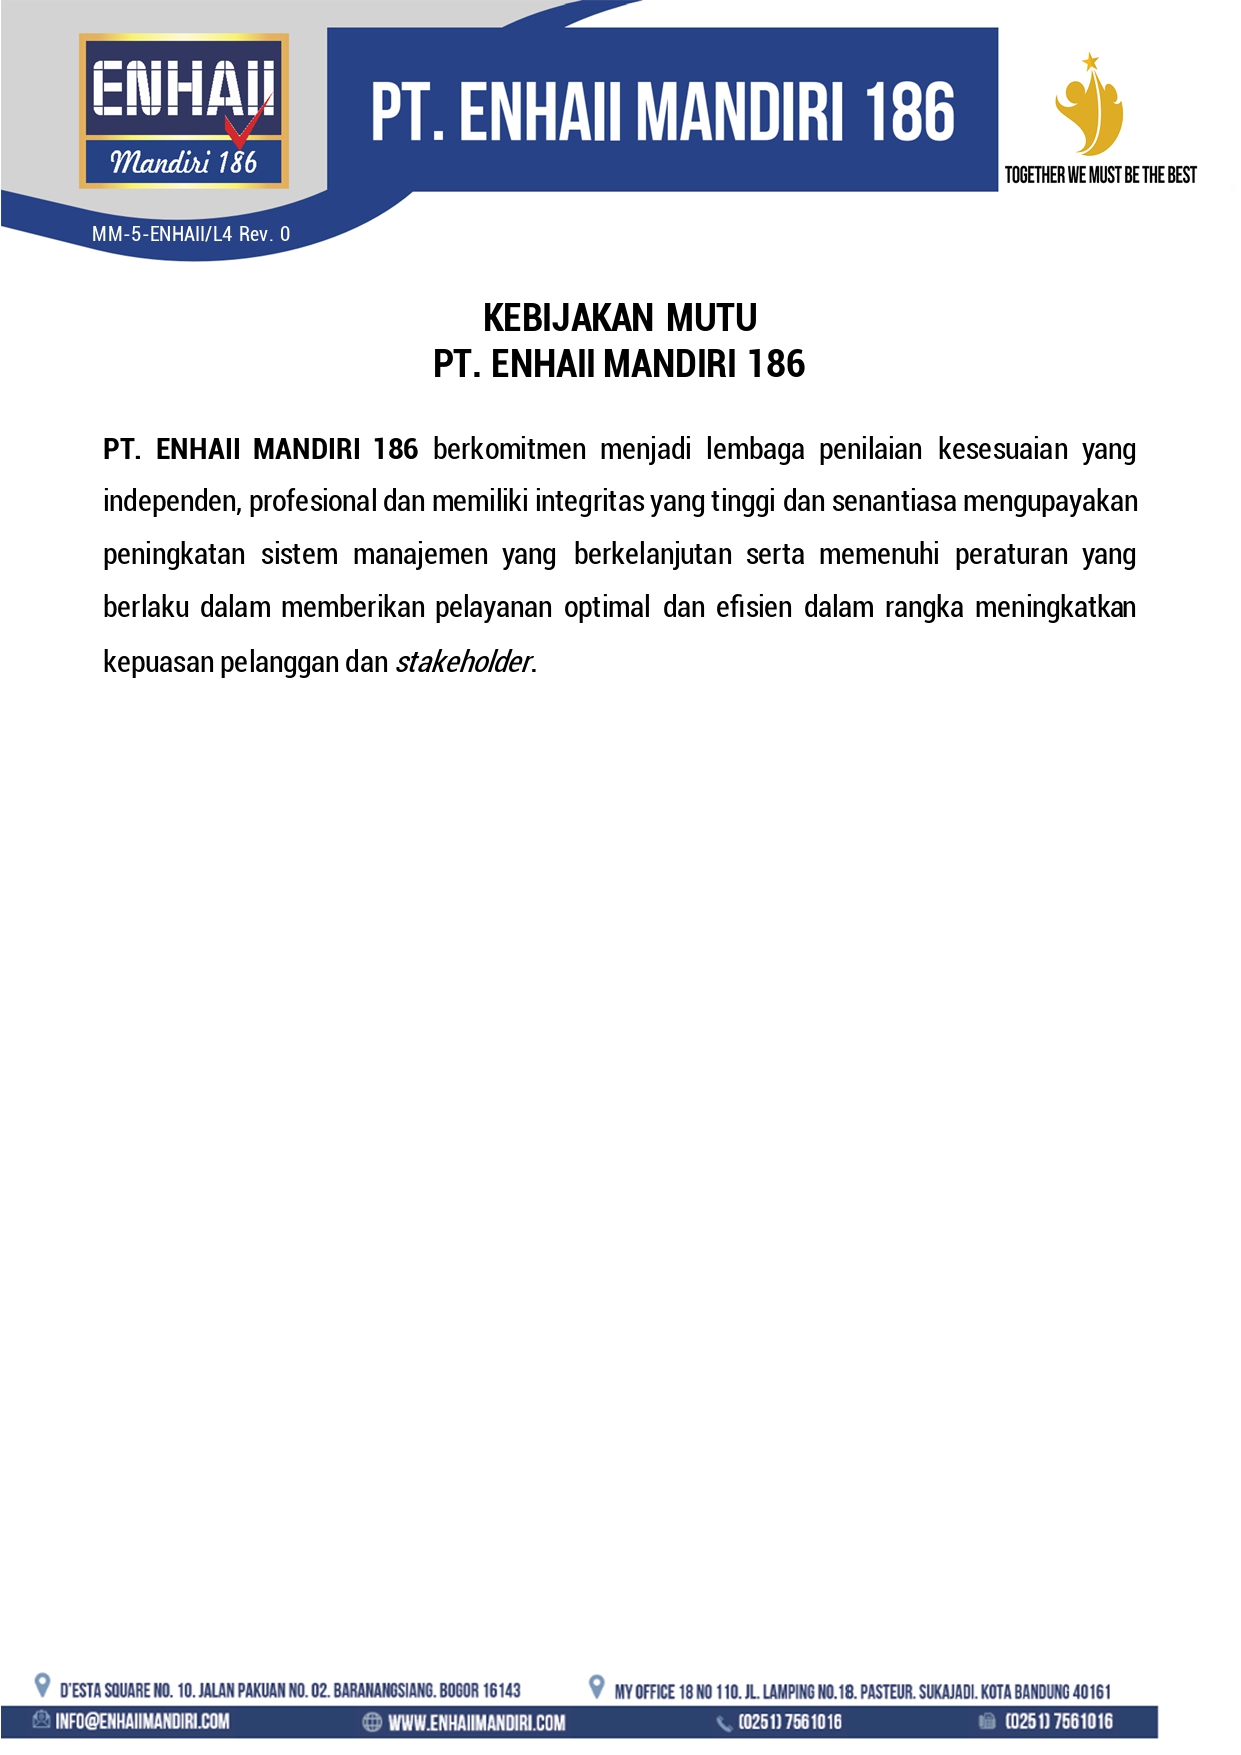 ENHAII
Mandiri 186
PT. ENHAII MANDIRI 186
TOGETHER WE MUST BE THE BEST
MM-5-ENHAII/L4 Rev. 0
KEBIJAKAN MUTU
PT. ENHAII MANDIRI 186
PT. ENHAII MANDIRI 186 berkomitmen menjadi lembaga penilaian kesesuaian yang
independen, profesional dan memiliki integritas yang tinggi dan senantiasa mengupayakan
peningkatan sistem manajemen yang berkelanjutan serta memenuhi peraturan yang
berlaku dalam memberikan pelayanan optimal dan efisien dalam rangka meningkatkan
kepuasan pelanggan dan stakeholder.
D'ESTA SQUARE NO. 10. JALAN PAKUAN NO. 02. BARANANGSIANG. BOGOR 16143
MY OFFICE 18 NO 110. JL. LAMPING NO.18. PASTEUR. SUKAJADI. KOTA BANDUNG 40161
INFO@ENHAIIMANDIRI.COM
WWW.ENHAIIMANDIRI.COM
(0251) 7561016
(0251) 7561016